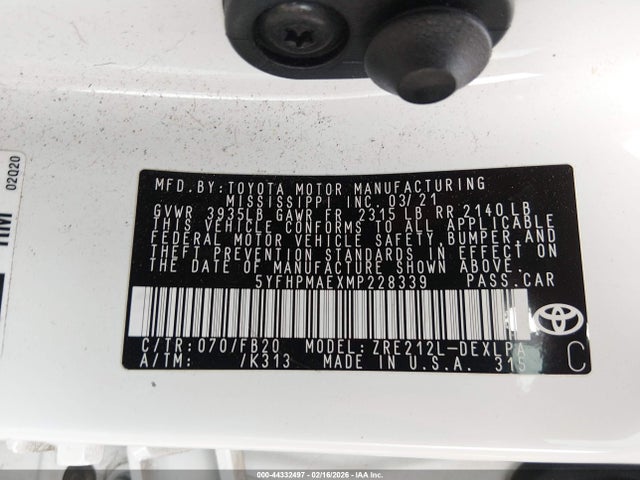 02020
MFD.BY:TOYOTA MOTOR MANUFACTURING
MISSISSIPPI INC. 03/21
GVWR 3935LB GAWR FR 2315 LB RR 2140 LB
THIS VEHICLE CONFORMS TO ALL APPLICABLE
FEDERAL MOTOR VEHICLE SAFETY, BUMPER, AND
THEFT PREVENTION STANDARDS IN EFFECT ON
THE DATE OF MANUFACTURE SHOWN ABOVE.
5YFHPMAEXMP228339 PASS.CAR
C/TR: 070/FB20 MODEL: ZRE212L-DEXLPA
A/TM: /K313 MADE IN U.S.A. 315 C
000-44332497 - 02/16/2026 - IAA Inc.